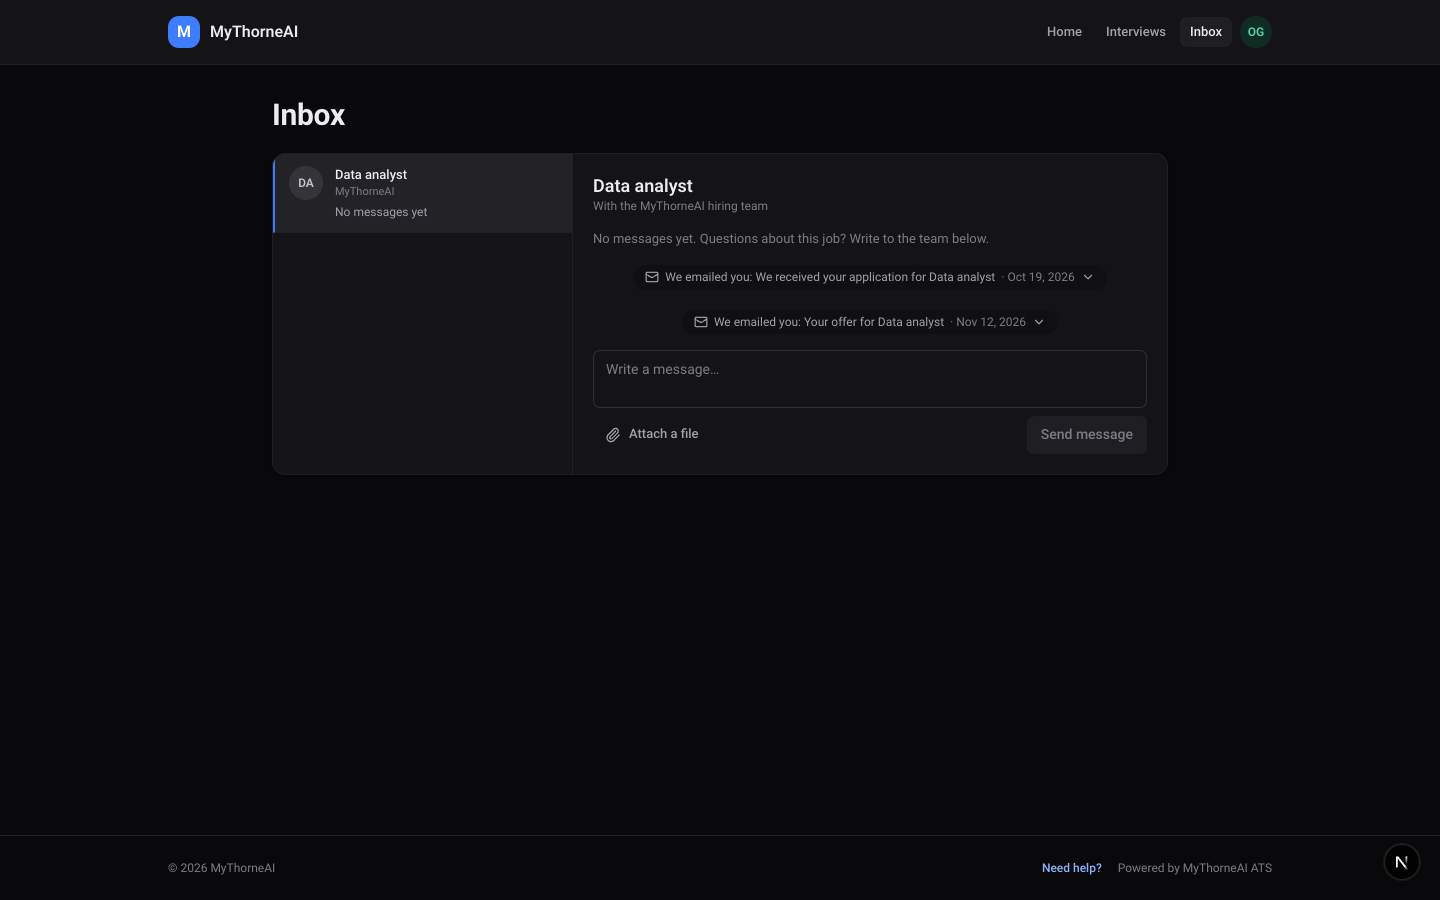 M MyThorneAI
Home Interviews Inbox OG
Inbox
DA
Data analyst
MyThorneAI
No messages yet
Data analyst
With the MyThorneAI hiring team
No messages yet. Questions about this job? Write to the team below.
We emailed you: We received your application for Data analyst · Oct 19, 2026
We emailed you: Your offer for Data analyst · Nov 12, 2026
Write a message…
Attach a file
Send message
© 2026 MyThorneAI
Need help? Powered by MyThorneAI ATS
N